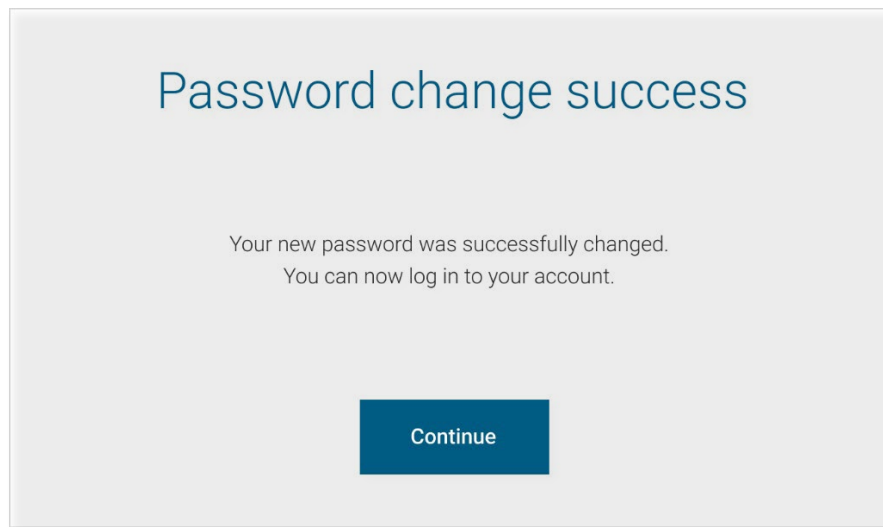 Password change success
Your new password was successfully changed.
You can now log in to your account.
Continue